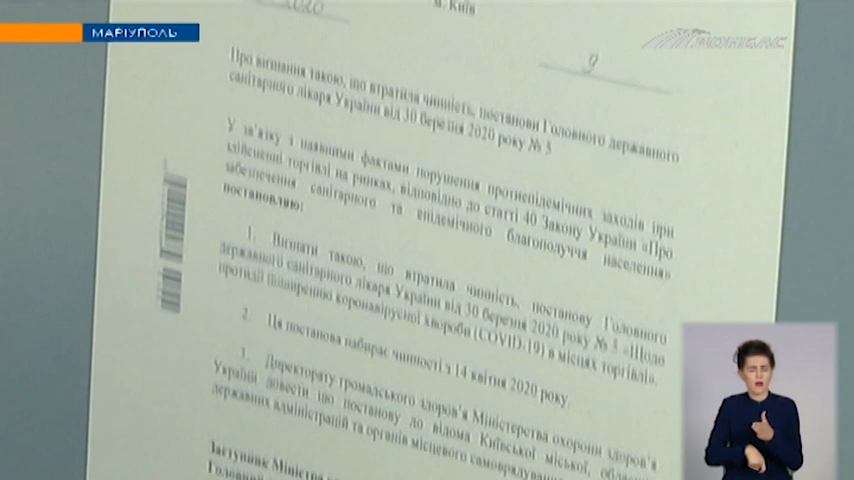 МАРІУПОЛЬ
ДОНБАС
2020
м. Київ
9
Про визнання такою, що втратила чинність, постанови Головного державного
санітарного лікаря України від 30 березня 2020 року № 5
У зв'язку з наявними фактами порушення протиепідемічних заходів при
здійсненні торгівлі на ринках, відповідно до статті 40 Закону України «Про
забезпечення санітарного та епідемічного благополуччя населення»
постановляю:
1. Визнати такою, що втратила чинність, постанову Головного
державного санітарного лікаря України від 30 березня 2020 року № 5 «Щодо
протидії поширенню коронавірусної хвороби (COVID-19) в місцях торгівлі».
2. Ця постанова набирає чинності з 14 квітня 2020 року.
3. Директорату громадського здоров'я Міністерства охорони здоров'я
України довести цю постанову до відома Київської міської,
державних адміністрацій та органів місцевого самоврядуван
Заступник Міністра
Головний